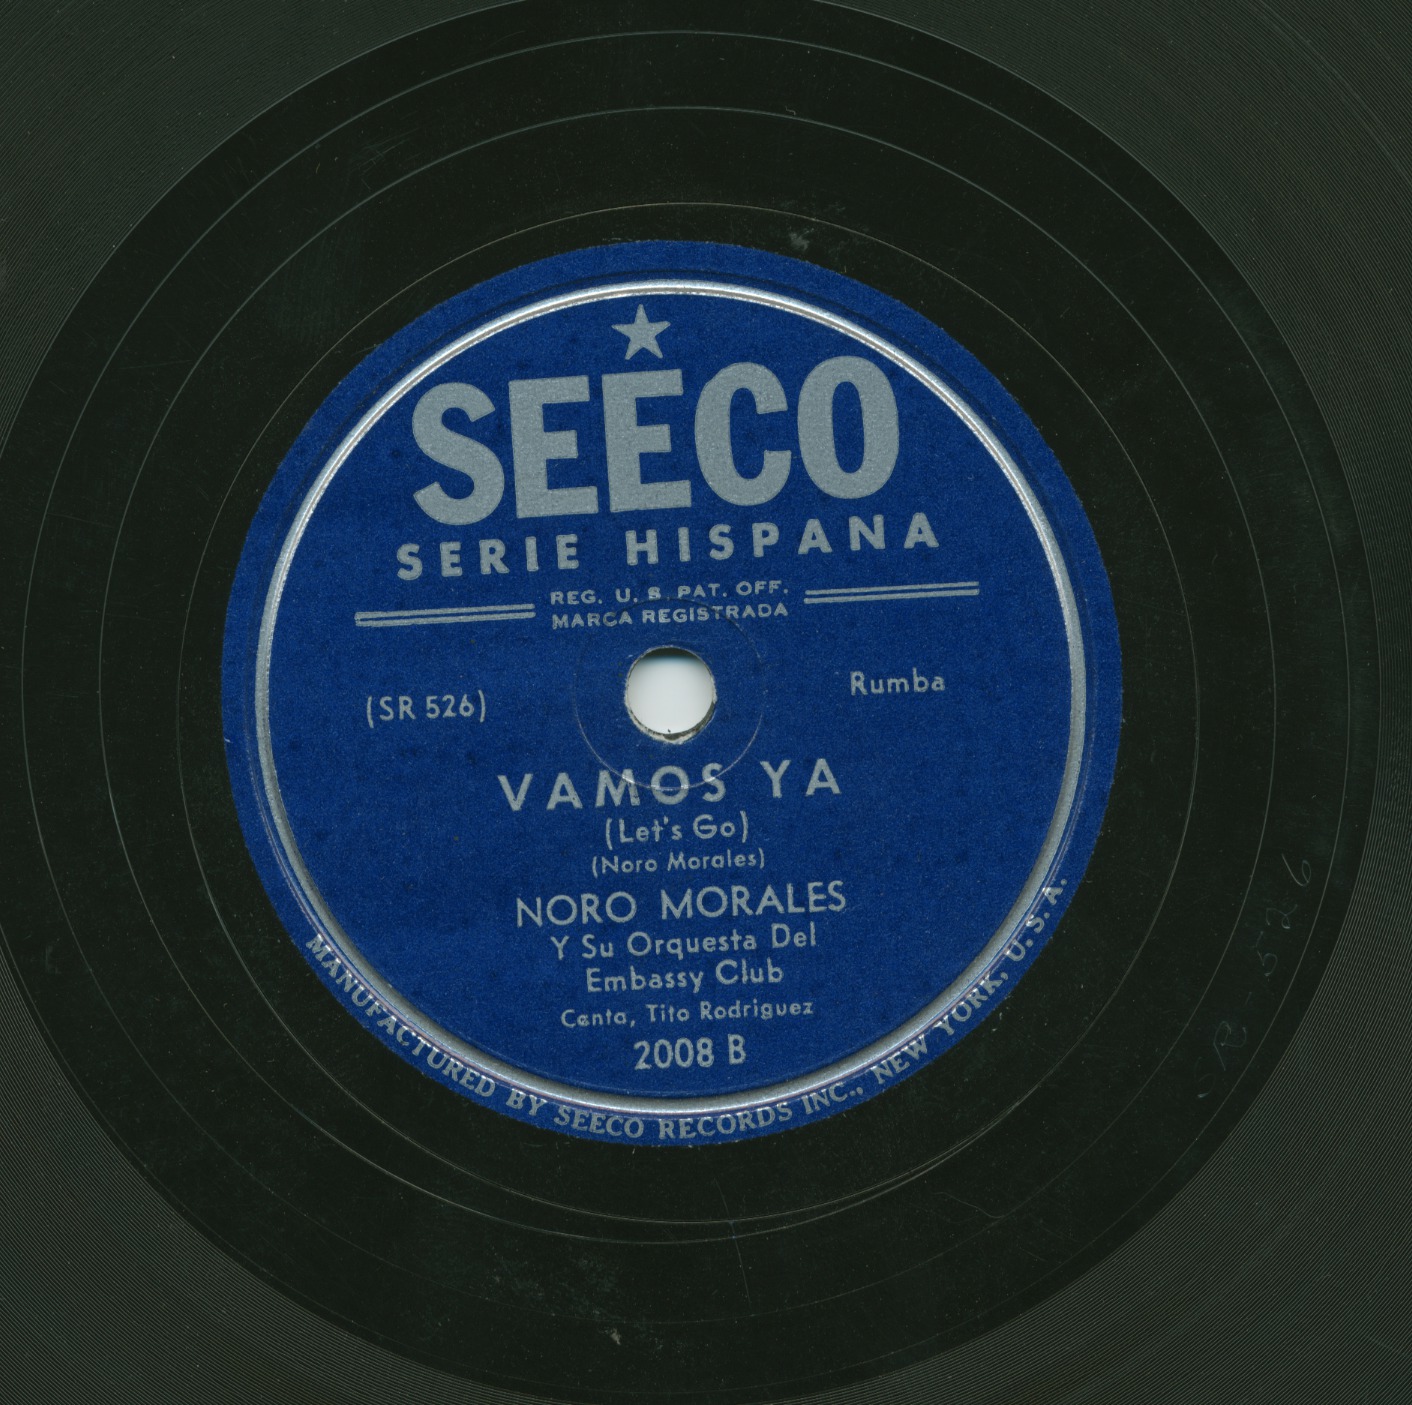 SEECO
SERIE HISPANA
REG. U. S. PAT. OFF.
MARCA REGISTRADA
(SR 526)
Rumba
VAMOS YA
(Let's Go)
(Noro Morales)
NORO MORALES
Y Su Orquesta Del
Embassy Club
Canta, Tito Rodriguez
2008 B
MANUFACTURED BY SEECO RECORDS INC., NEW YORK, U. S. A.
R-526